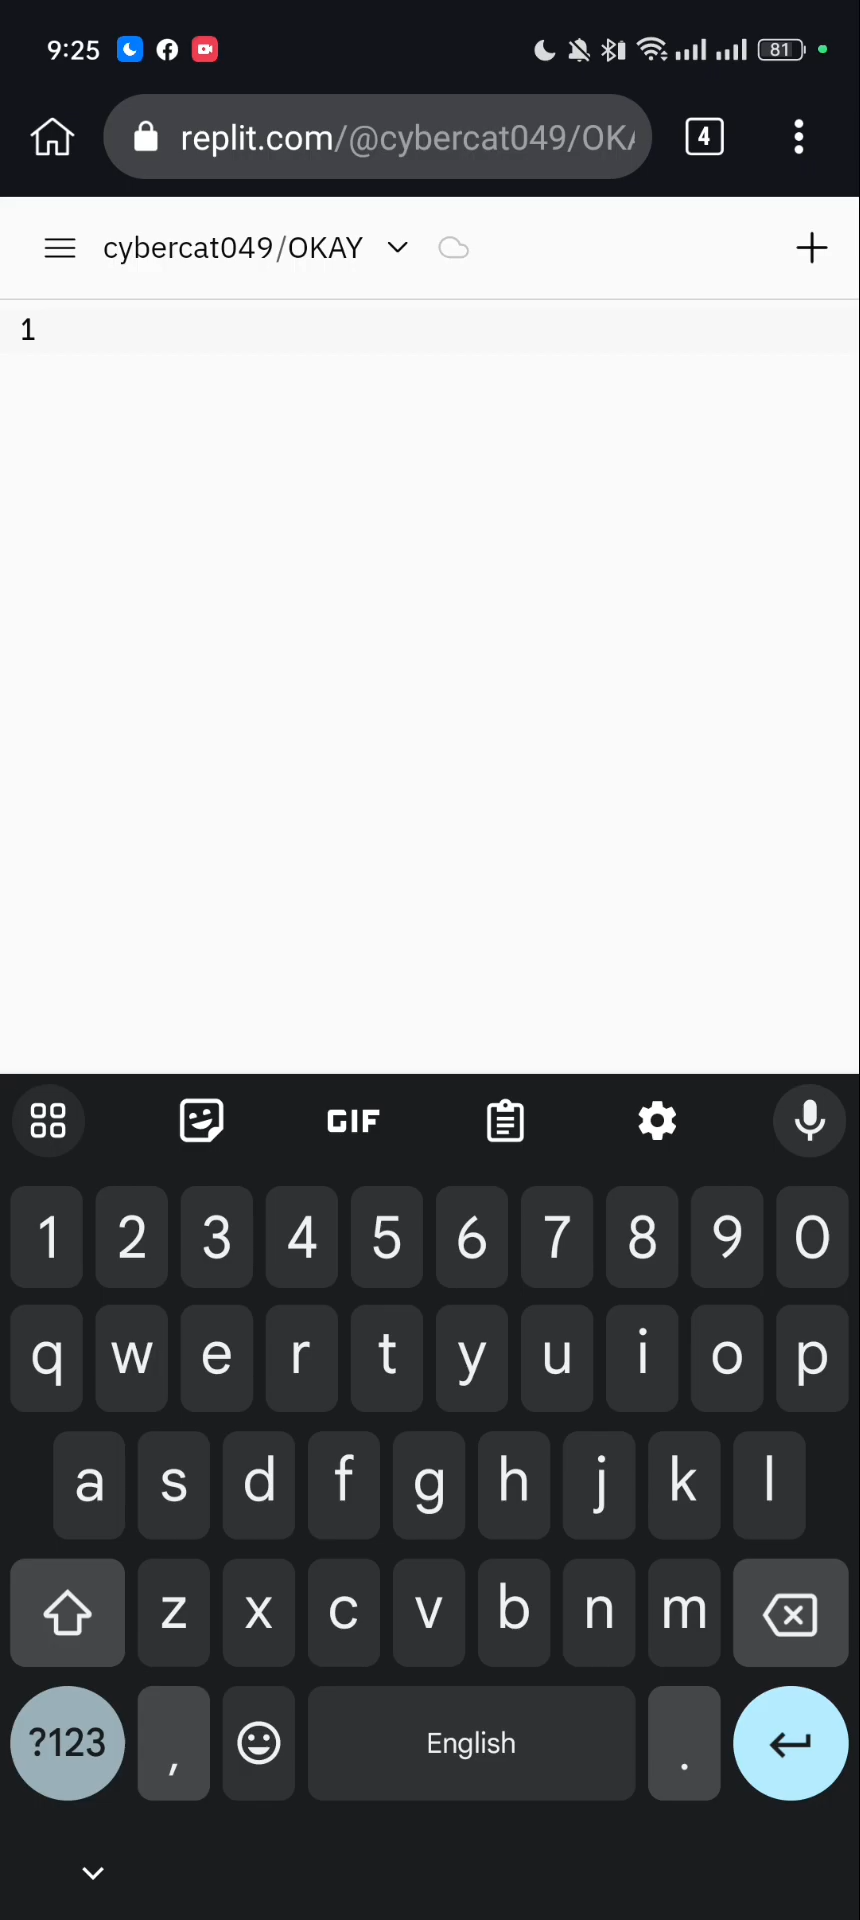 9:25
81
replit.com/@cybercat049/OKA
4
cybercat049/OKAY
1
GIF
1 2 3 4 5 6 7 8 9 0
q w e r t y u i o p
a s d f g h j k l
z x c v b n m
?123 , English .